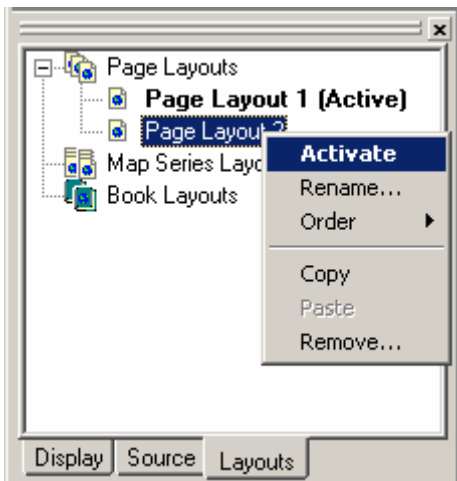 Page Layouts
Page Layout 1 (Active)
Page Layout 2
Activate
Map Series Layo
Rename...
Book Layouts
Order
Copy
Paste
Remove...
Display Source Layouts